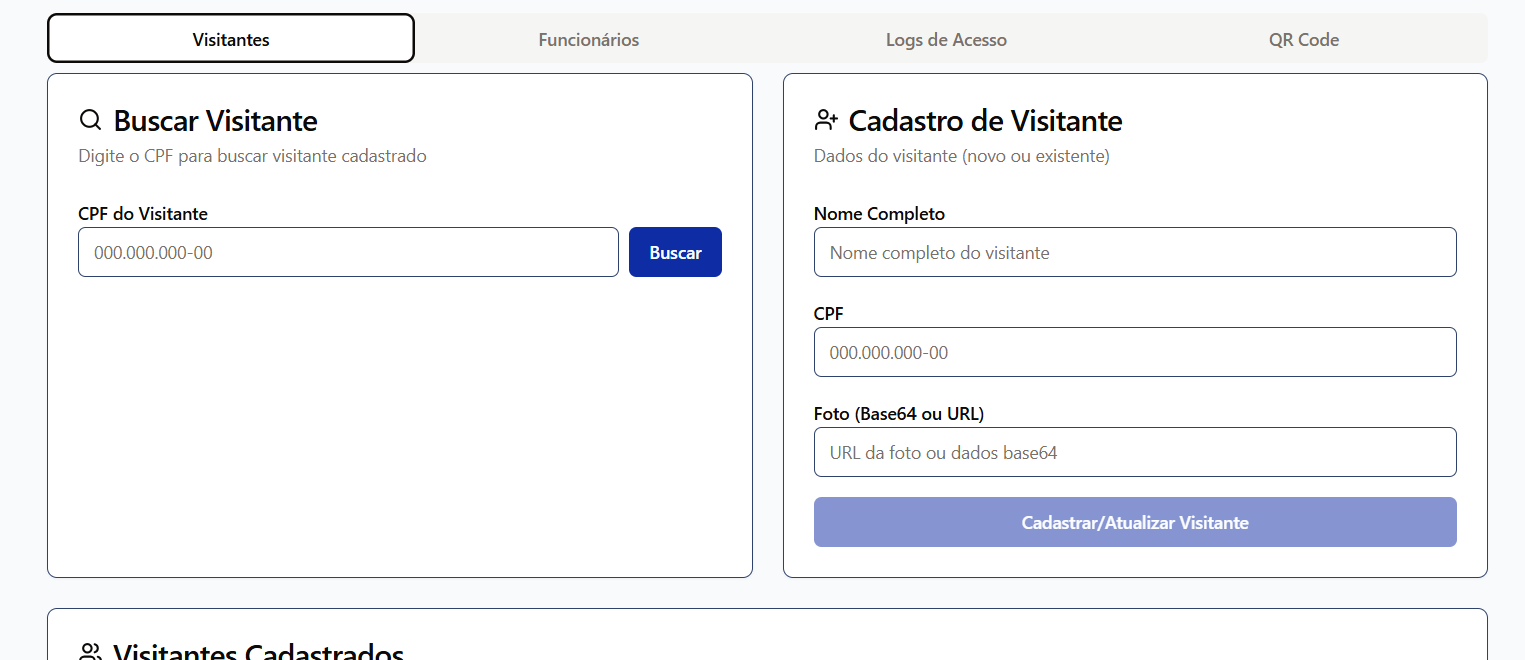 Visitantes
Funcionários
Logs de Acesso
QR Code
Buscar Visitante
Digite o CPF para buscar visitante cadastrado
CPF do Visitante
000.000.000-00
Buscar
Cadastro de Visitante
Dados do visitante (novo ou existente)
Nome Completo
Nome completo do visitante
CPF
000.000.000-00
Foto (Base64 ou URL)
URL da foto ou dados base64
Cadastrar/Atualizar Visitante
Visitantes Cadastrados